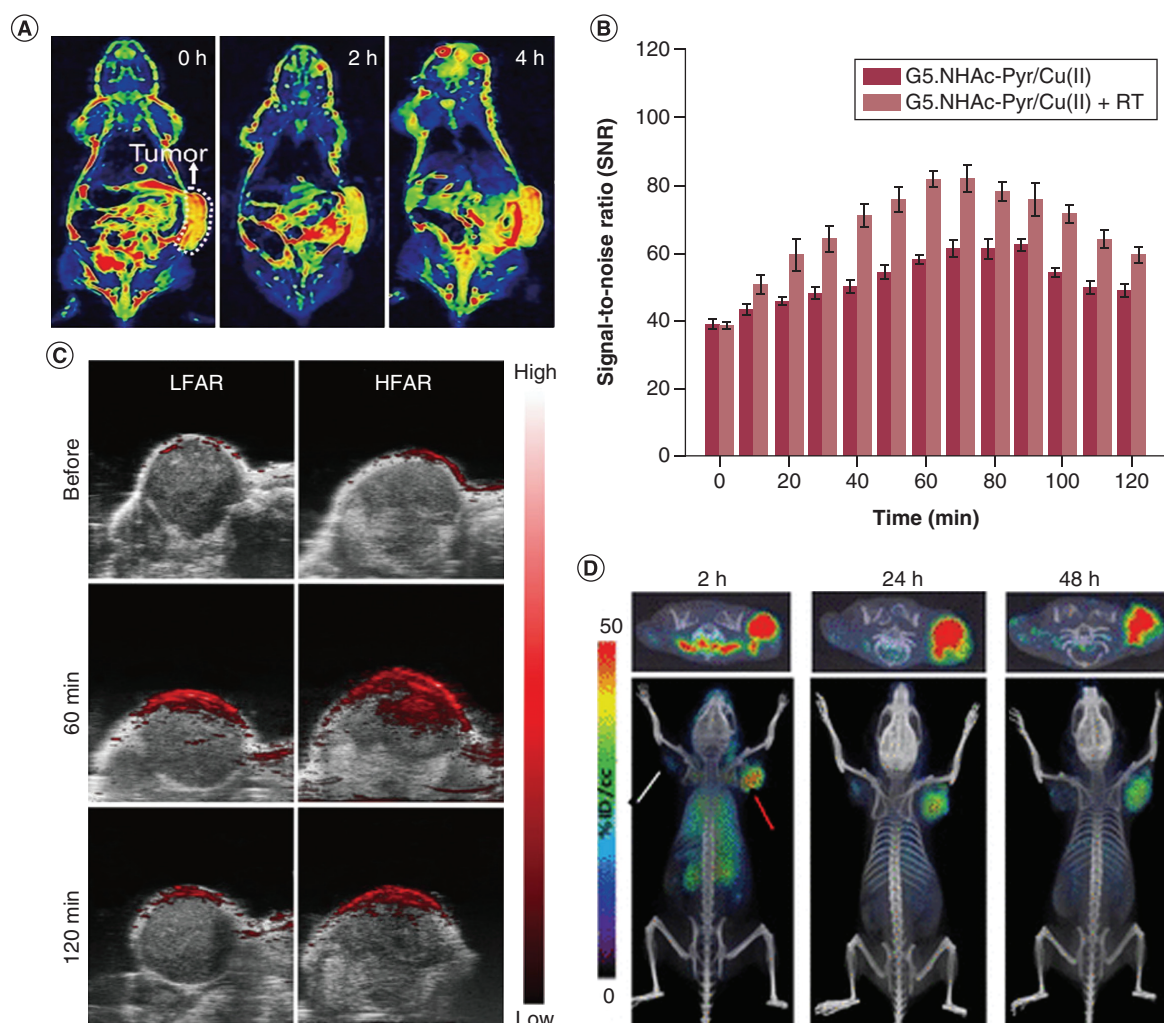 A
0 h
2 h
4 h
Tumor
B
120
100
80
60
40
20
0
Signal-to-noise ratio (SNR)
G5.NHAc-Pyr/Cu(II)
G5.NHAc-Pyr/Cu(II) + RT
0
20
40
60
80
100
120
Time (min)
C
LFAR
HFAR
High
Before
60 min
120 min
Low
D
2 h
24 h
48 h
50
%ID/cc
0